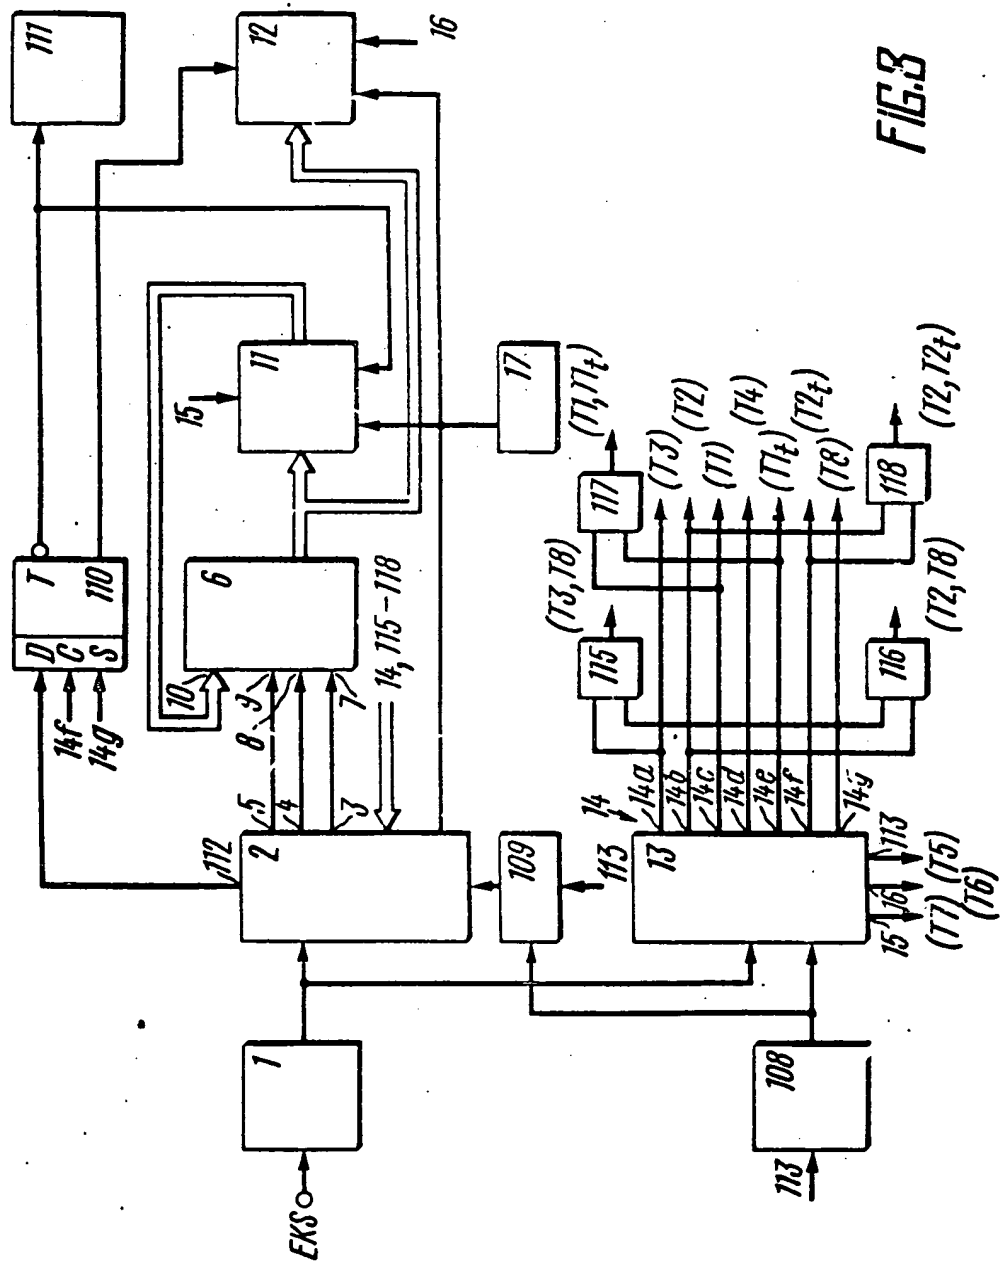 111
12
16
11
15
17
T
D
C
S
110
14f
14g
6
10
9
8
7
14, 115-118
5
4
3
112
2
109
113
1
EKS
108
113
13
14
14a
14b
14c
14d
14e
14f
14g
113
(T5)
16
(T6)
15
(T7)
115
(T3, T8)
116
(T2, T8)
117
(T1, T1t)
118
(T2, T2t)
(T3)
(T2)
(T1)
(T4)
(T1t)
(T2t)
(T8)
FIG.8